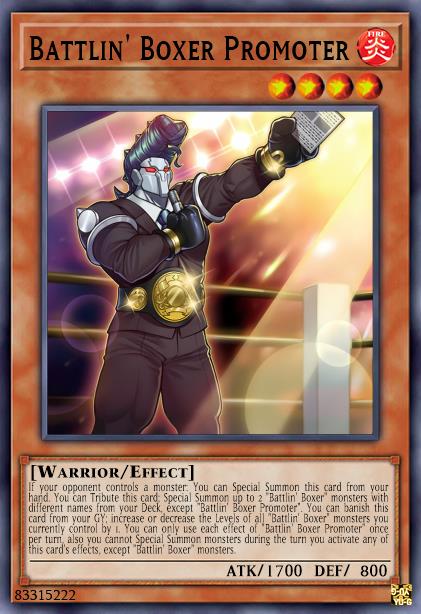 BATTLIN' BOXER PROMOTER
FIRE
炎
[WARRIOR/EFFECT]
If your opponent controls a monster: You can Special Summon this card from your
hand. You can Tribute this card; Special Summon up to 2 "Battlin' Boxer" monsters with
different names from your Deck, except "Battlin' Boxer Promoter". You can banish this
card from your GY; increase or decrease the Levels of all "Battlin' Boxer" monsters you
currently control by 1. You can only use each effect of "Battlin' Boxer Promoter" once
per turn, also you cannot Special Summon monsters during the turn you activate any of
this card's effects, except "Battlin' Boxer" monsters.
ATK/1700 DEF/ 800
83315222